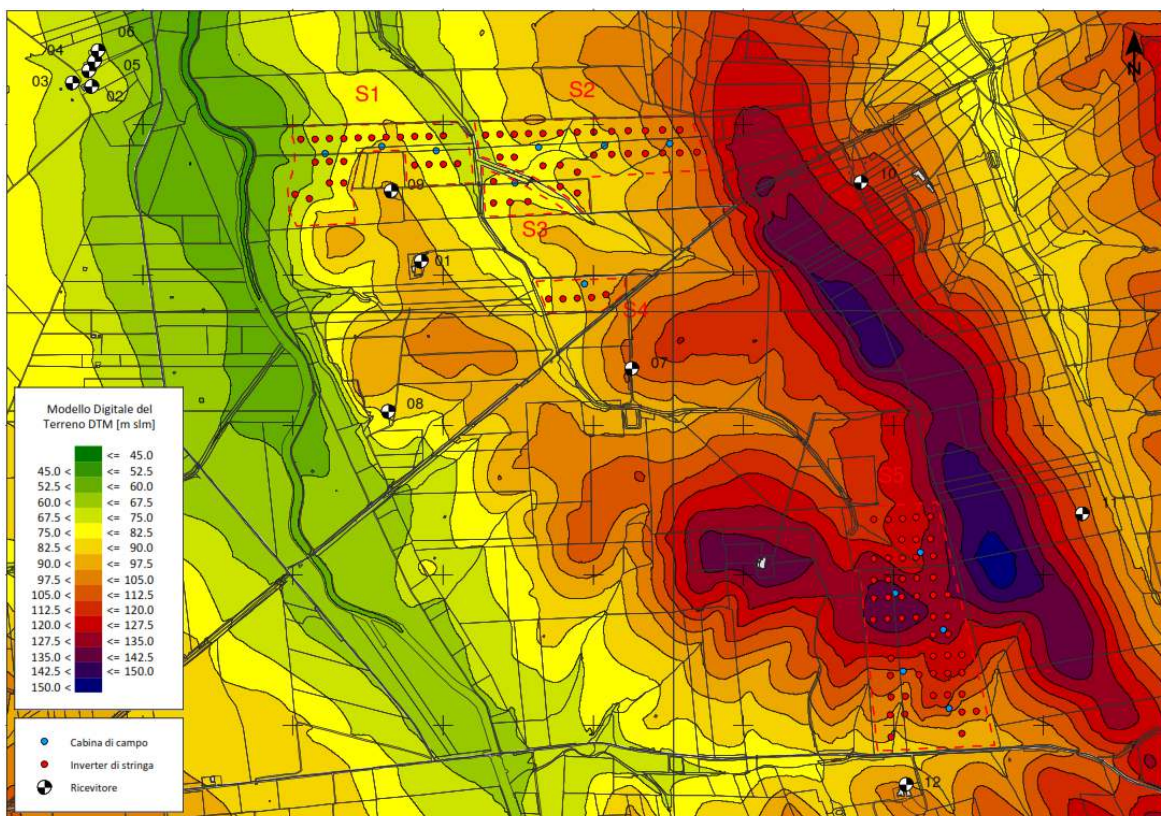 06
04
05
03
02
S1
S2
N
09
10
S3
01
S4
07
08
S5
11
12
Modello Digitale del
Terreno DTM [m slm]
<= 45.0
45.0 < <= 52.5
52.5 < <= 60.0
60.0 < <= 67.5
67.5 < <= 75.0
75.0 < <= 82.5
82.5 < <= 90.0
90.0 < <= 97.5
97.5 < <= 105.0
105.0 < <= 112.5
112.5 < <= 120.0
120.0 < <= 127.5
127.5 < <= 135.0
135.0 < <= 142.5
142.5 < <= 150.0
150.0 <
Cabina di campo
Inverter di stringa
Ricevitore